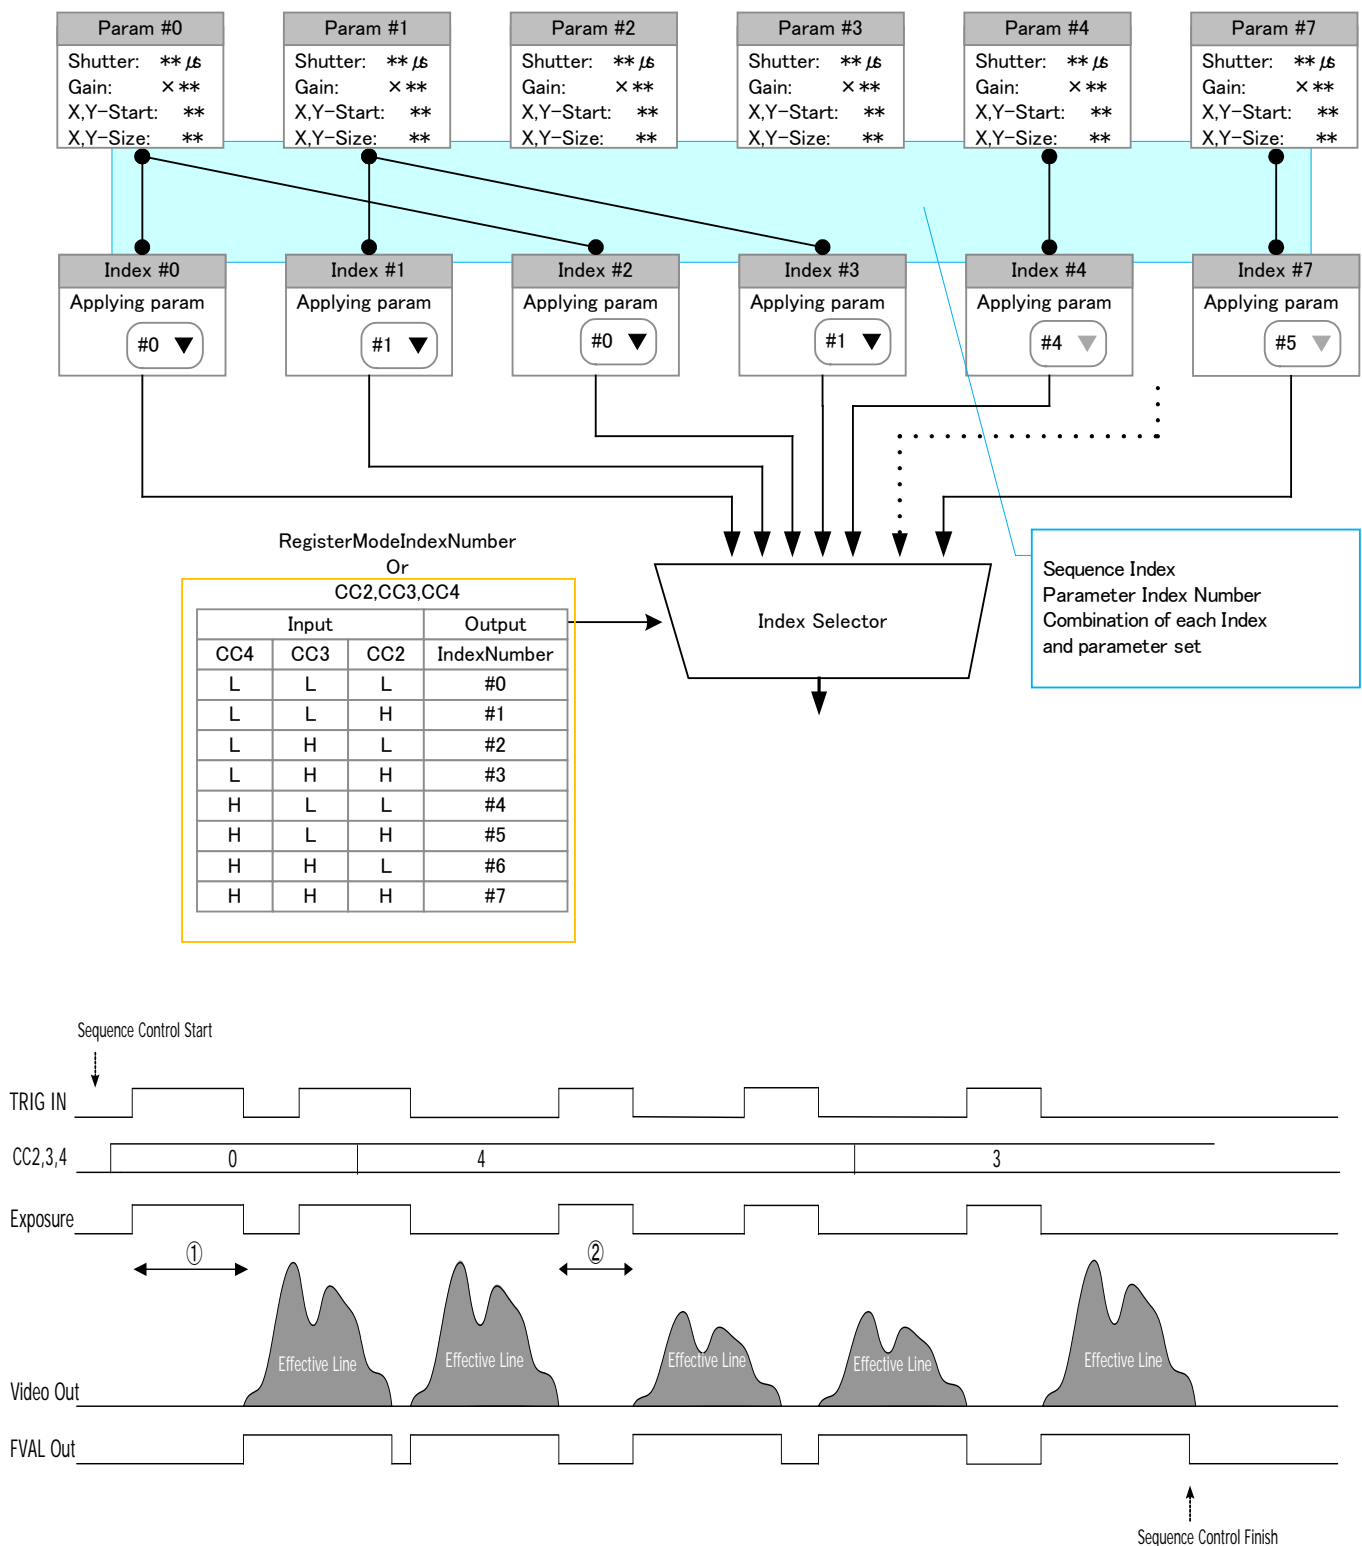 Param #0 Param #1 Param #2 Param #3 Param #4 Param #7
Shutter: ** μs Shutter: ** μs Shutter: ** μs Shutter: ** μs Shutter: ** μs Shutter: ** μs
Gain: ×** Gain: ×** Gain: ×** Gain: ×** Gain: ×** Gain: ×**
X,Y-Start: ** X,Y-Start: ** X,Y-Start: ** X,Y-Start: ** X,Y-Start: ** X,Y-Start: **
X,Y-Size: ** X,Y-Size: ** X,Y-Size: ** X,Y-Size: ** X,Y-Size: ** X,Y-Size: **
Index #0 Index #1 Index #2 Index #3 Index #4 Index #7
Applying param Applying param Applying param Applying param Applying param Applying param
#0 ▼ #1 ▼ #0 ▼ #1 ▼ #4 ▼ #5 ▼
RegisterModeIndexNumber
Or
CC2,CC3,CC4
Input Output
CC4 CC3 CC2 IndexNumber
L L L #0
L L H #1
L H L #2
L H H #3
H L L #4
H L H #5
H H L #6
H H H #7
Index Selector
Sequence Index
Parameter Index Number
Combination of each Index
and parameter set
Sequence Control Start
TRIG IN
CC2,3,4 0 4 3
Exposure
① ②
Effective Line Effective Line Effective Line Effective Line Effective Line
Video Out
FVAL Out
Sequence Control Finish